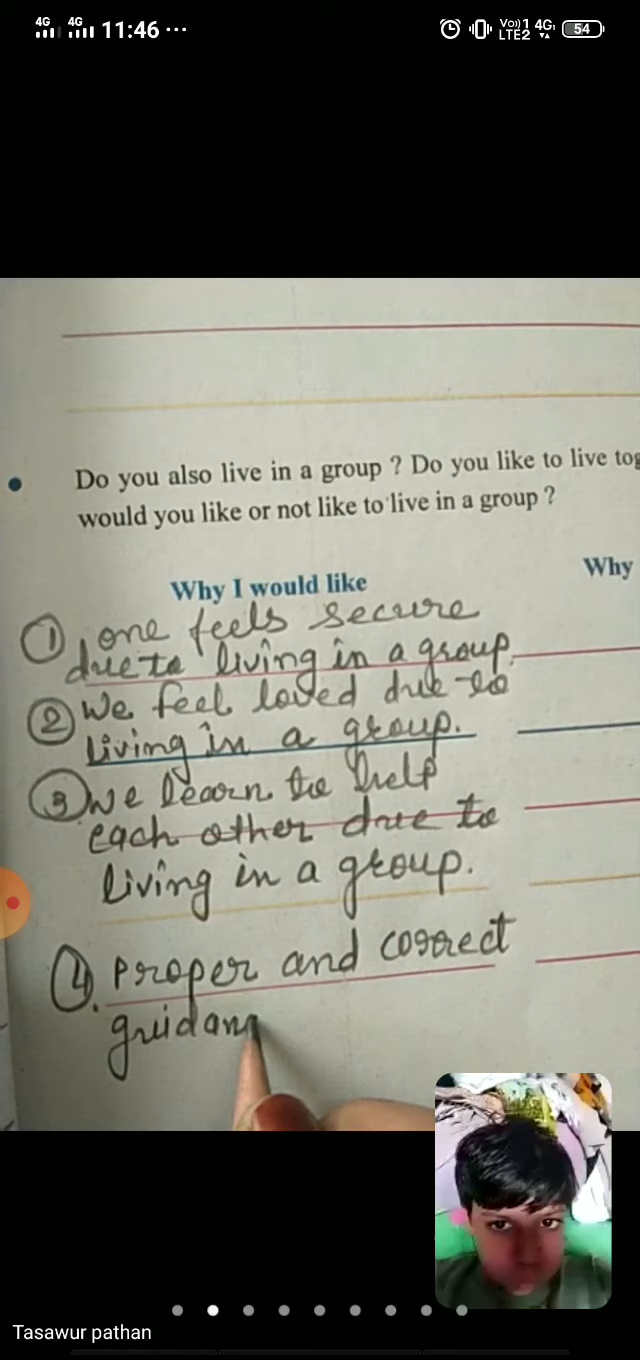 4G 4G 11:46 ... Vo)) 1 4G
LTE2 54
Do you also live in a group ? Do you like to live tog
would you like or not like to live in a group ?
Why I would like Why
① one feels secure
due to living in a group.
② We feel loved due to
living in a group.
③ We learn to help
each other due to
living in a group.
④. Proper and correct
guidan
Tasawur pathan